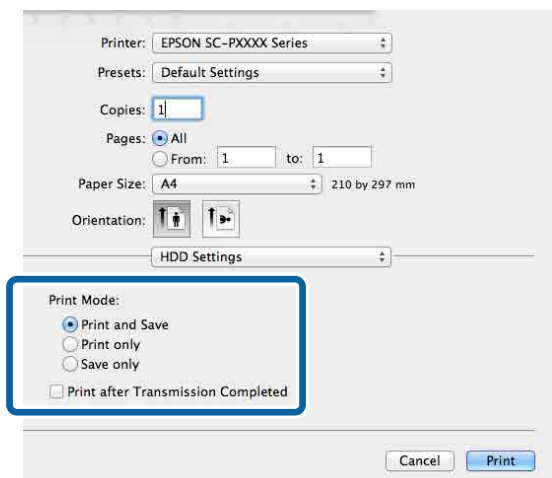 Printer: EPSON SC-PXXXX Series
Presets: Default Settings
Copies: 1
Pages: All
From: 1 to: 1
Paper Size: A4 210 by 297 mm
Orientation:
HDD Settings
Print Mode:
Print and Save
Print only
Save only
Print after Transmission Completed
Cancel Print